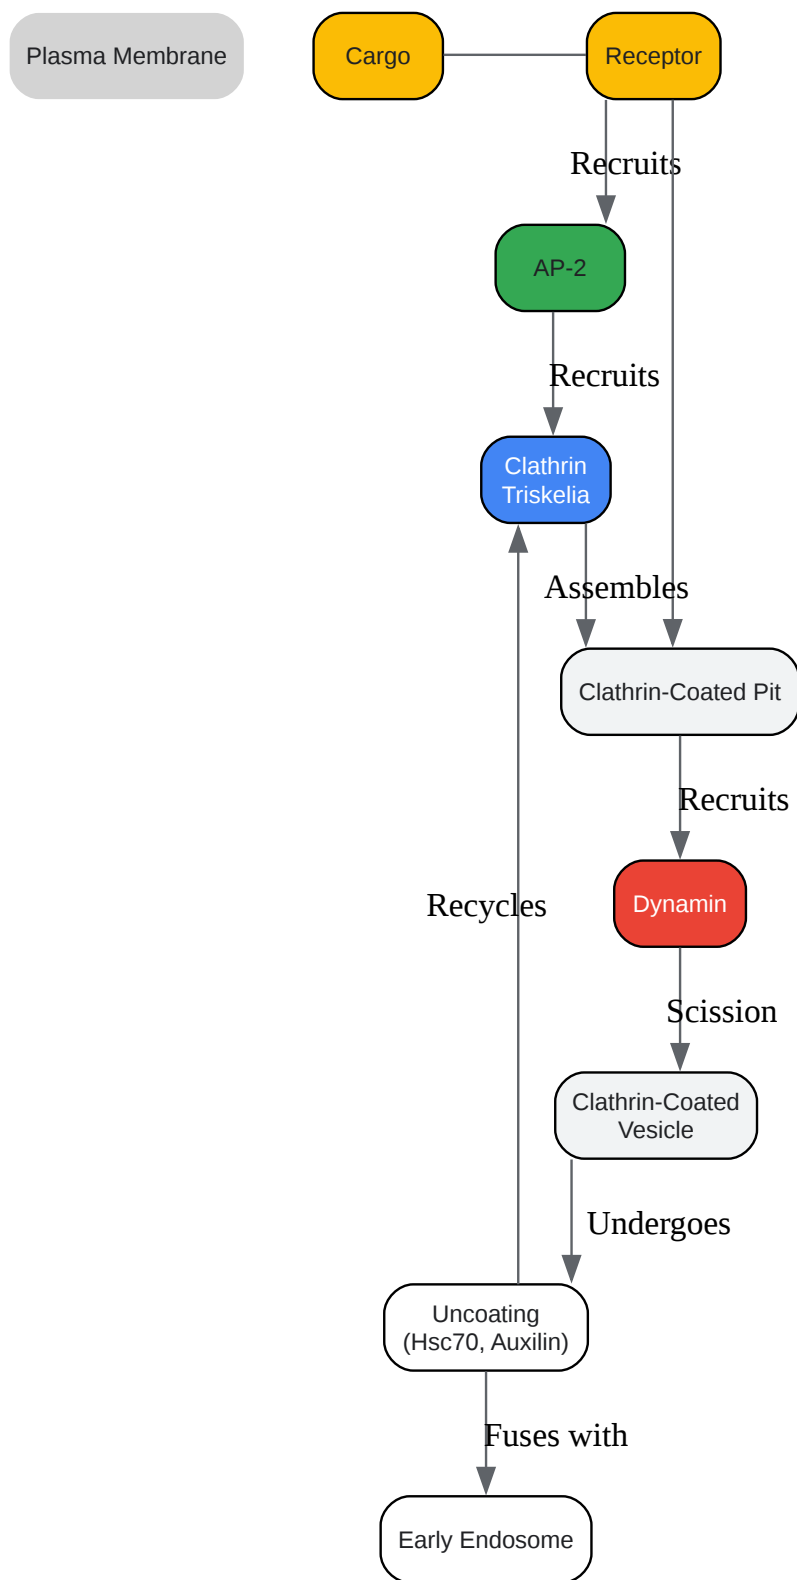 Plasma Membrane
Cargo
Receptor
Recruits
AP-2
Recruits
Clathrin
Triskelia
Assembles
Clathrin-Coated Pit
Recruits
Dynamin
Recycles
Scission
Clathrin-Coated
Vesicle
Undergoes
Uncoating
(Hsc70, Auxilin)
Fuses with
Early Endosome